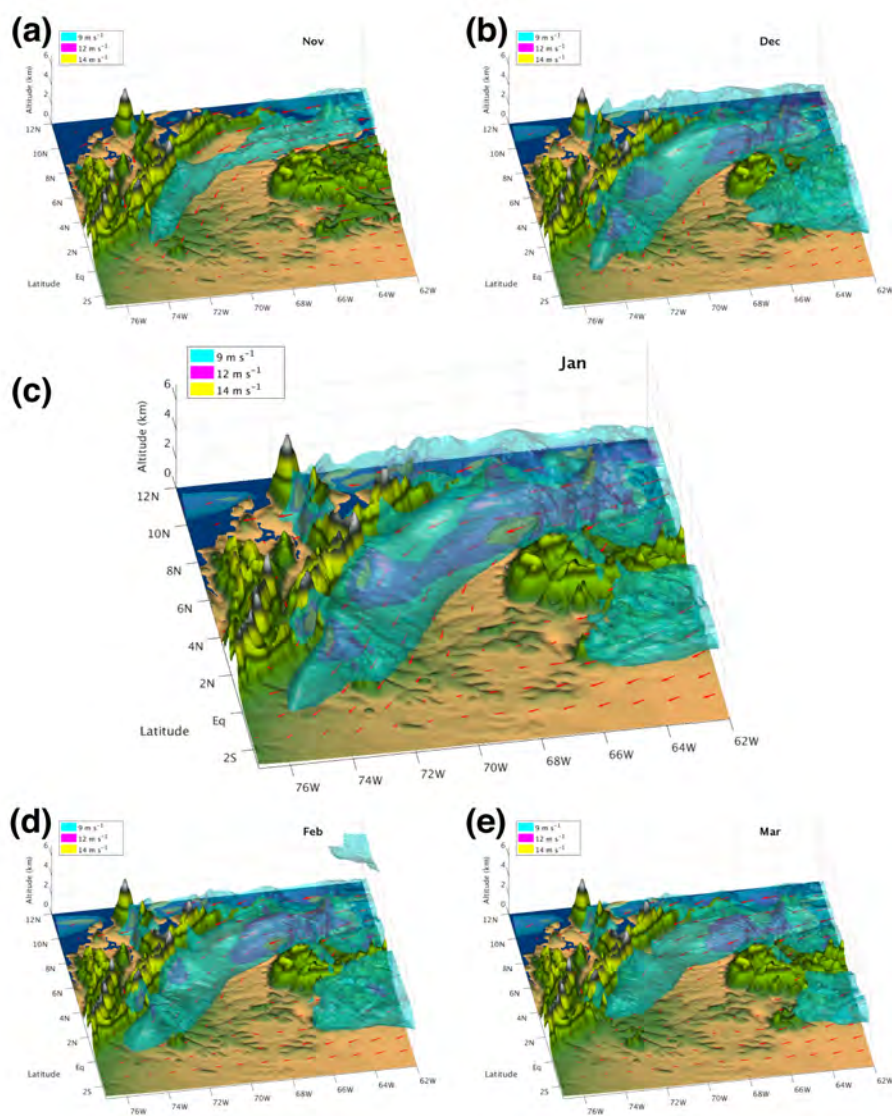 (a)
9 m s⁻¹
12 m s⁻¹
14 m s⁻¹
Nov
Altitude (km)
6
4
2
0
12N
10N
8N
6N
4N
2N
Eq
2S
Latitude
76W
74W
72W
70W
68W
66W
64W
62W
(b)
9 m s⁻¹
12 m s⁻¹
14 m s⁻¹
Dec
Altitude (km)
6
4
2
0
12N
10N
8N
6N
4N
2N
Eq
2S
Latitude
76W
74W
72W
70W
68W
66W
64W
62W
(c)
9 m s⁻¹
12 m s⁻¹
14 m s⁻¹
Jan
Altitude (km)
6
4
2
0
12N
10N
8N
6N
4N
2N
Eq
2S
Latitude
76W
74W
72W
70W
68W
66W
64W
62W
(d)
9 m s⁻¹
12 m s⁻¹
14 m s⁻¹
Feb
Altitude (km)
6
4
2
0
12N
10N
8N
6N
4N
2N
Eq
2S
Latitude
76W
74W
72W
70W
68W
66W
64W
62W
(e)
9 m s⁻¹
12 m s⁻¹
14 m s⁻¹
Mar
Altitude (km)
6
4
2
0
12N
10N
8N
6N
4N
2N
Eq
2S
Latitude
76W
74W
72W
70W
68W
66W
64W
62W